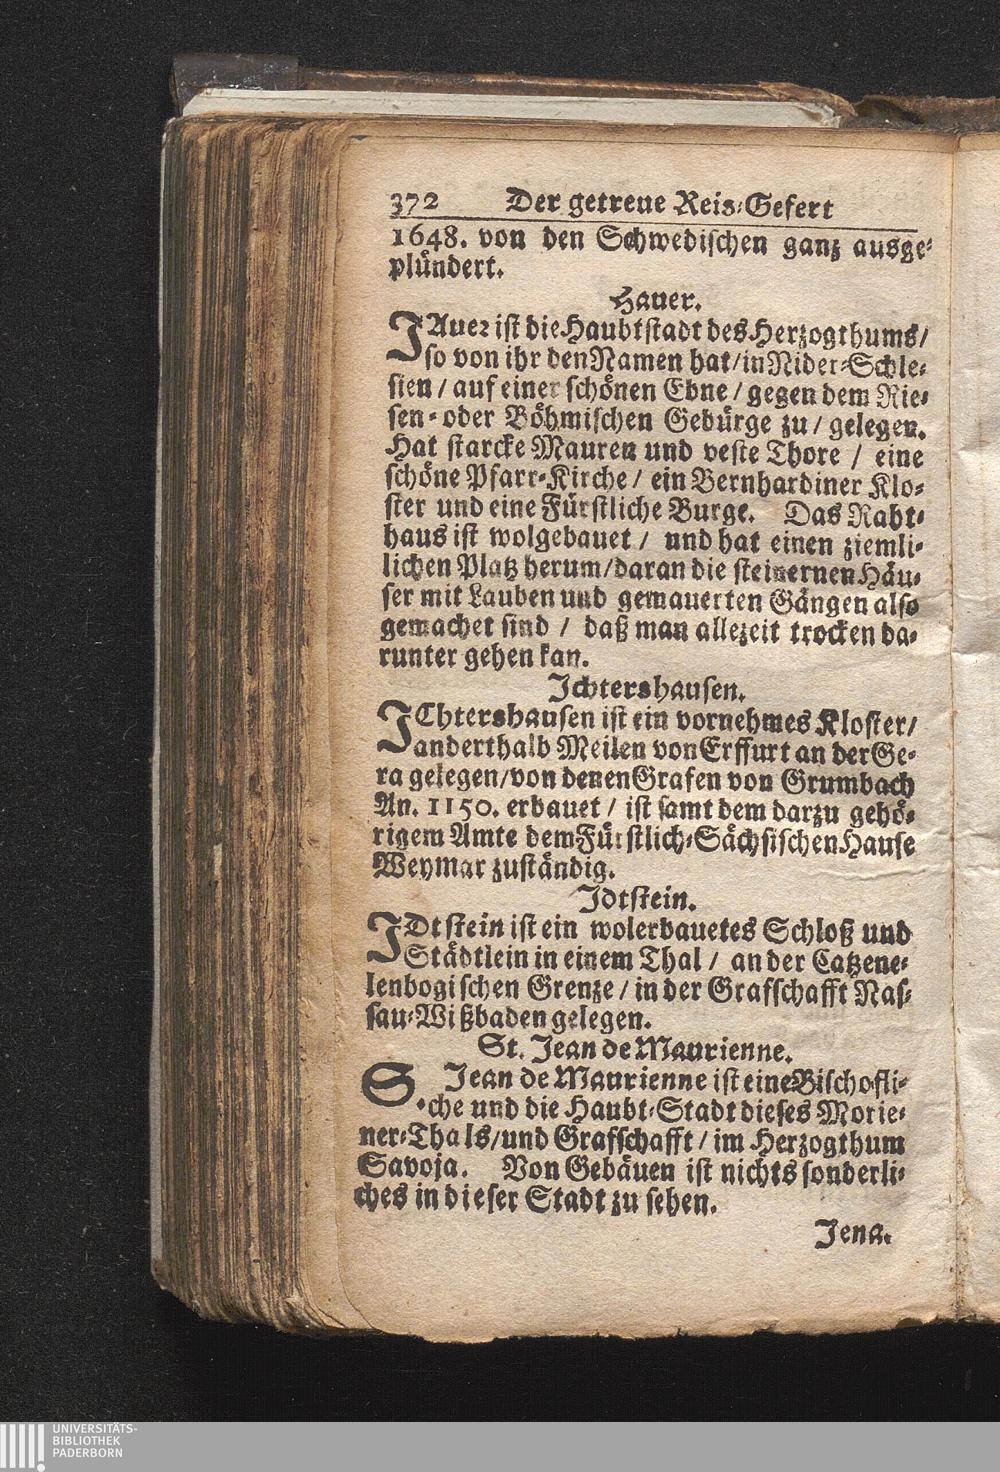 372 Der getreue Reis-Gefert
1648. von den Schwedischen ganz ausge-
plündert.
Hauer.
JAuer ist die Haubtstadt des Herzogthums/
so von ihr den Namen hat/ in Nider-Schle-
sien / auf einer schönen Ebne / gegen dem Rie-
sen- oder Böhmischen Gebürge zu / gelegen.
Hat starcke Mauren und veste Thore / eine
schöne Pfarr-Kirche / ein Bernhardiner Klo-
ster und eine Fürstliche Burge. Das Raht-
haus ist wolgebauet / und hat einen ziemli-
lichen Platz herum/daran die steinernen Häu-
ser mit Lauben und gemauerten Gängen also
gemachet sind / daß man allezeit trocken da-
runter gehen kan.
Ichtershausen.
IChtershausen ist ein vornehmes Kloster/
anderthalb Meilen von Erffurt an der Ge-
ra gelegen/von denen Grafen von Grumbach
An. 1150. erbauet / ist samt dem darzu gehö-
rigem Amte dem Fürstlich-Sächsischen Hause
Weymar zuständig.
Idtstein.
IDtstein ist ein wolerbauetes Schloß und
Städtlein in einem Thal / an der Catzene-
lenbogischen Grenze / in der Grafschafft Nas-
sau-Wißbaden gelegen.
St. Jean de Maurienne.
S. Jean de Maurienne ist eine Bischofli-
che und die Haubt-Stadt dieses Morie-
ner-Thals/und Grafschafft / im Herzogthum
Savoja. Von Gebäuen ist nichts sonderli-
ches in dieser Stadt zu sehen.
Jena.
UNIVERSITÄTS-
BIBLIOTHEK
PADERBORN